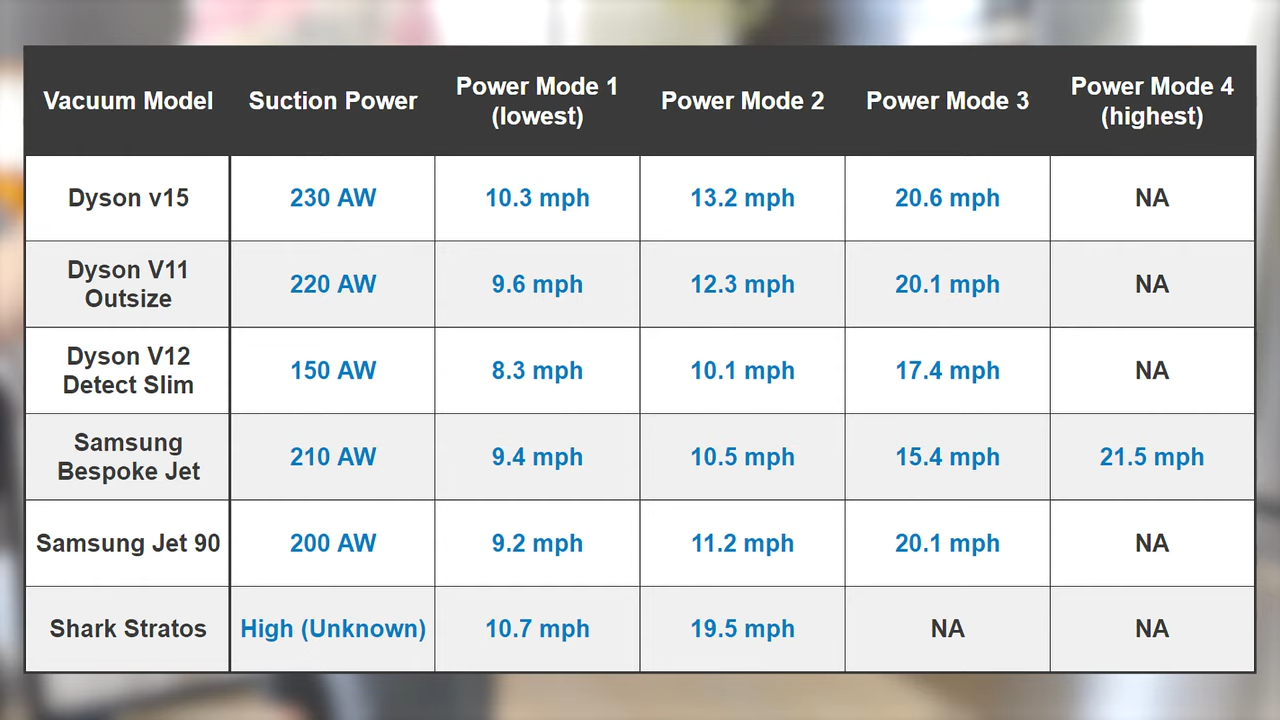 Vacuum Model Suction Power Power Mode 1 (lowest) Power Mode 2 Power Mode 3 Power Mode 4 (highest)
Dyson v15 230 AW 10.3 mph 13.2 mph 20.6 mph NA
Dyson V11 Outsize 220 AW 9.6 mph 12.3 mph 20.1 mph NA
Dyson V12 Detect Slim 150 AW 8.3 mph 10.1 mph 17.4 mph NA
Samsung Bespoke Jet 210 AW 9.4 mph 10.5 mph 15.4 mph 21.5 mph
Samsung Jet 90 200 AW 9.2 mph 11.2 mph 20.1 mph NA
Shark Stratos High (Unknown) 10.7 mph 19.5 mph NA NA